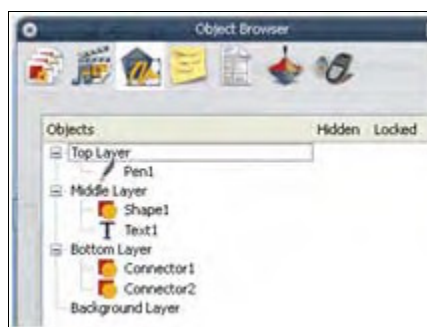 Object Browser
Objects Hidden Locked
Top Layer
Pen1
Middle Layer
Shape1
Text1
Bottom Layer
Connector1
Connector2
Background Layer